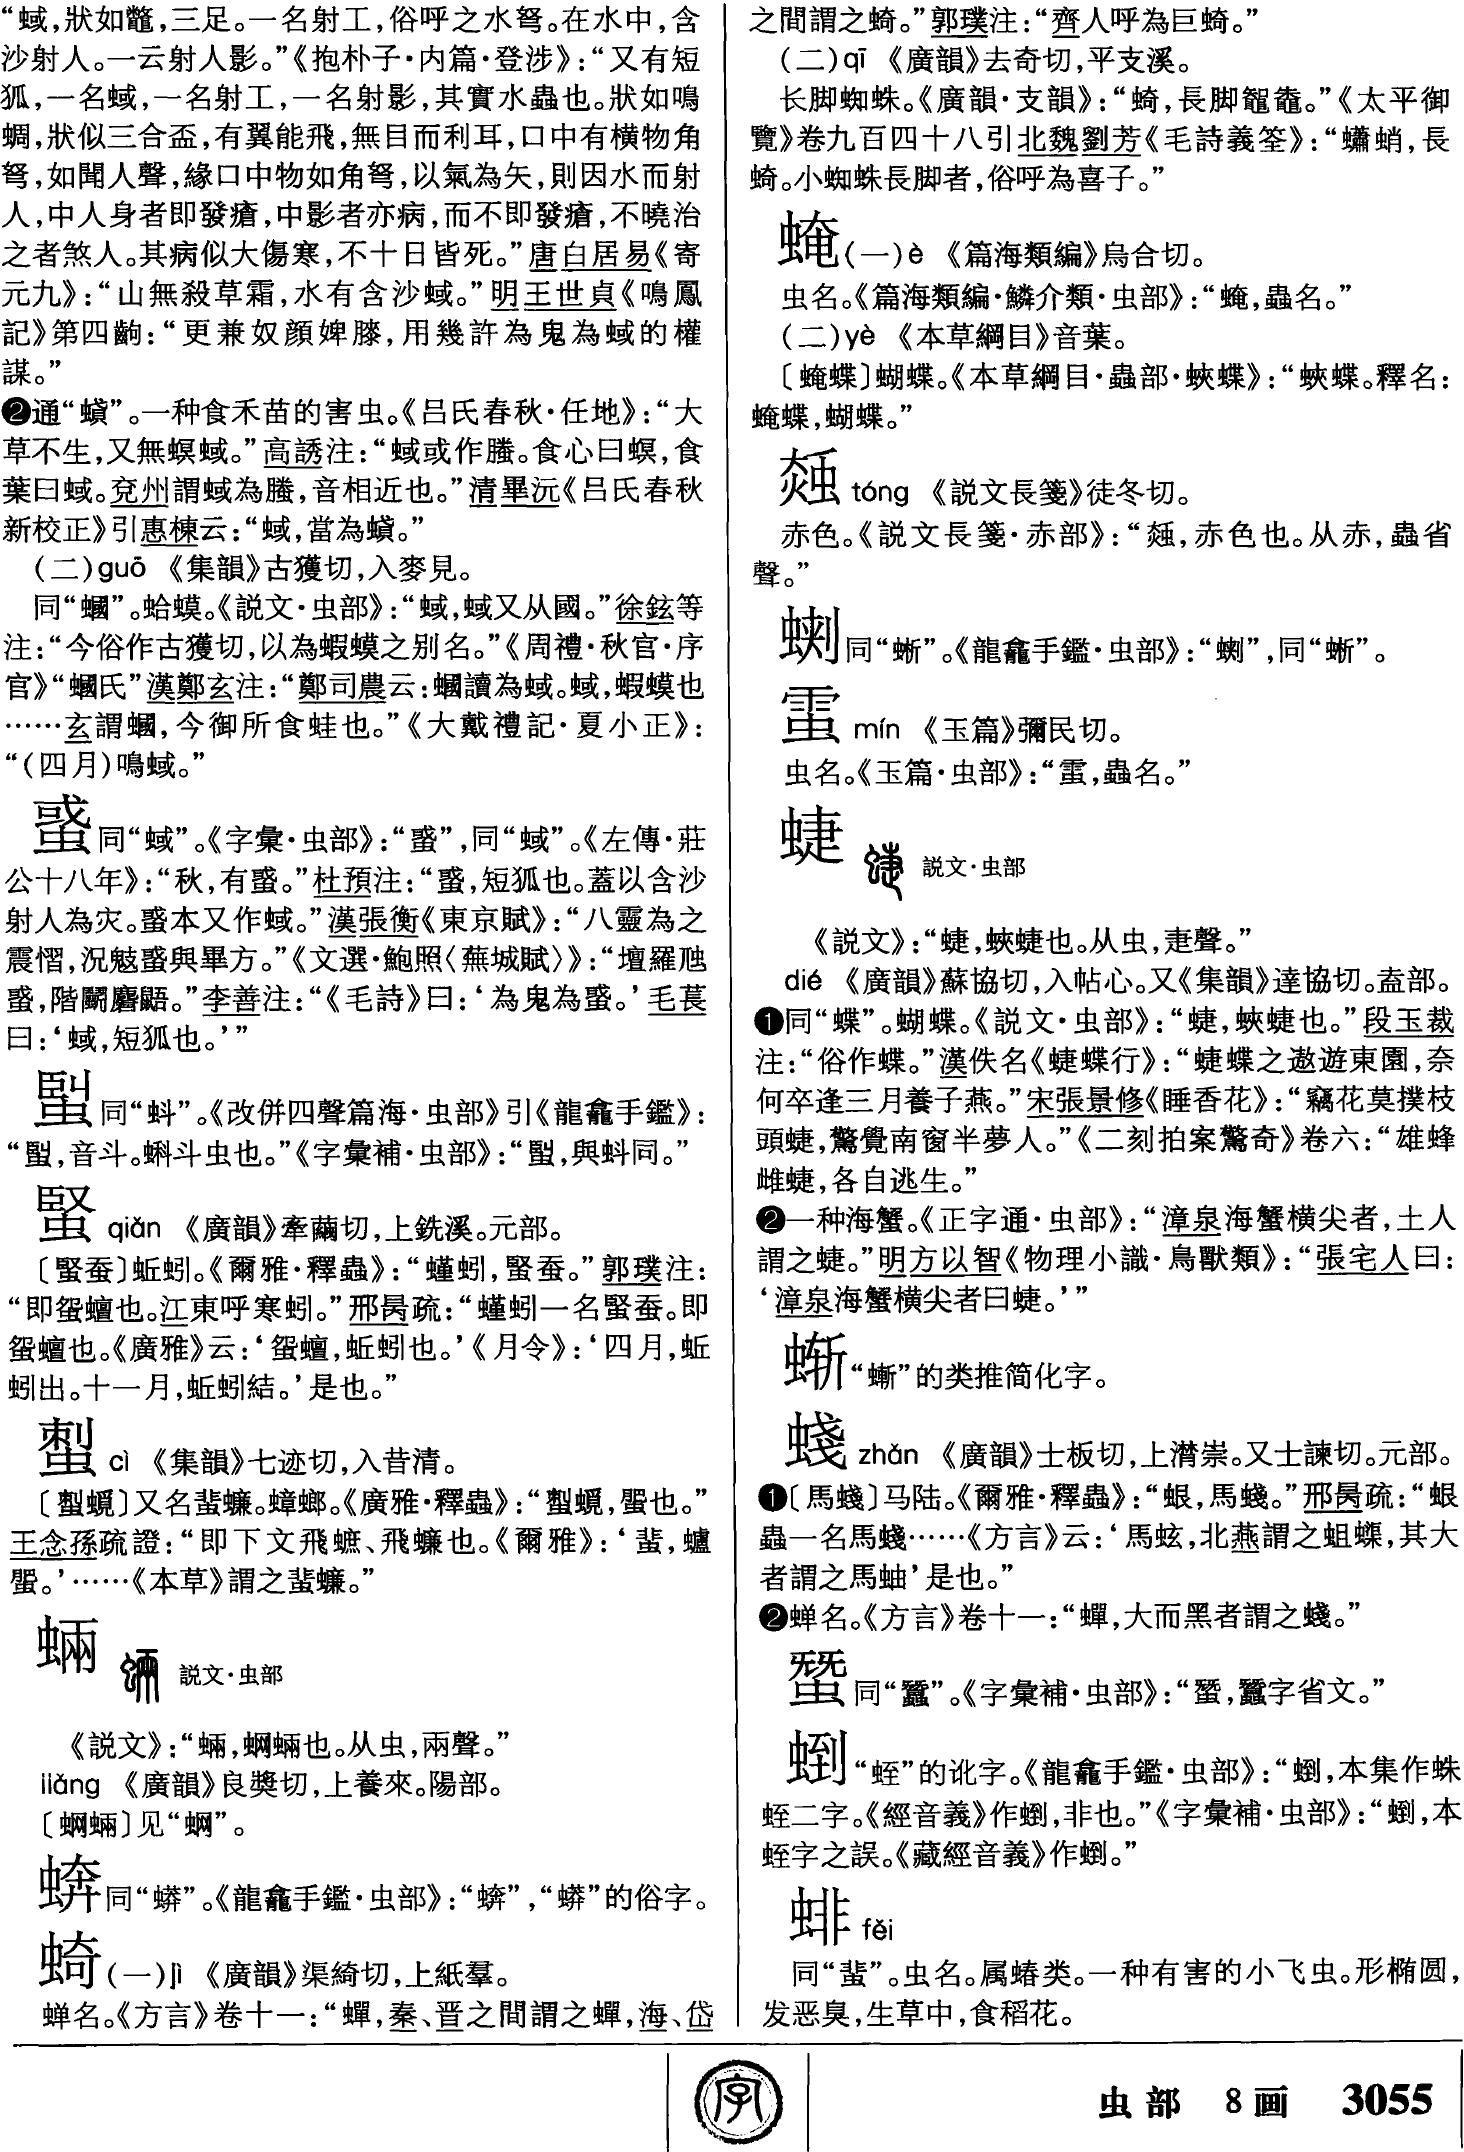 “蜮，狀如鼈，三足。一名射工，俗呼之水弩。在水中，含
沙射人。一云射人影。”《抱朴子·内篇·登涉》：“又有短
狐，一名蜮，一名射工，一名射影，其實水蟲也。狀如鳴
蜩，狀似三合盃，有翼能飛，無目而利耳，口中有横物角
弩，如聞人聲，緣口中物如角弩，以氣為矢，則因水而射
人，中人身者即發瘡，中影者亦病，而不即發瘡，不曉治
之者煞人。其病似大傷寒，不十日皆死。”唐白居易《寄
元九》：“山無殺草霜，水有含沙蜮。”明王世貞《鳴鳳
記》第四齣：“更兼奴顔婢膝，用幾許為鬼為蜮的權
謀。”
❷通“蟘”。一种食禾苗的害虫。《吕氏春秋·任地》：“大
草不生，又無螟蜮。”高誘注：“蜮或作螣。食心曰螟，食
葉曰蜮。兗州謂蜮為螣，音相近也。”清畢沅《吕氏春秋
新校正》引惠棟云：“蜮，當為蟘。”
(二)guō 《集韻》古獲切，入麥見。
同“蟈”。蛤蟆。《説文·虫部》：“蜮，蜮又从國。”徐鉉等
注：“今俗作古獲切，以為蝦蟆之别名。”《周禮·秋官·序
官》“蟈氏”漢鄭玄注：“鄭司農云：蟈讀為蜮。蜮，蝦蟆也
……玄謂蟈，今御所食蛙也。”《大戴禮記·夏小正》：
“(四月)鳴蜮。”
䗲同“蜮”。《字彙·虫部》：“䗲”，同“蜮”。《左傳·莊
公十八年》：“秋，有䗲。”杜預注：“䗲，短狐也。蓋以含沙
射人為灾。䗲本又作蜮。”漢張衡《東京賦》：“八靈為之
震慴，況鬾䗲與畢方。”《文選·鮑照〈蕪城賦〉》：“壇羅虺
䗲，階鬭麏鼯。”李善注：“《毛詩》曰：‘為鬼為䗲。’毛萇
曰：‘蜮，短狐也。’”
同“蚪”。《改併四聲篇海·虫部》引《龍龕手鑑》：
“，音斗。蝌斗虫也。”《字彙補·虫部》：“，與蚪同。”
蜸 qiǎn 《廣韻》牽繭切，上銑溪。元部。
〔蜸蚕〕蚯蚓。《爾雅·釋蟲》：“螼蚓，蜸蚕。”郭璞注：
“即䖤蟺也。江東呼寒蚓。”邢昺疏：“螼蚓一名蜸蚕。即
䖤蟺也。《廣雅》云：‘䖤蟺，蚯蚓也。’《月令》：‘四月，蚯
蚓出。十一月，蚯蚓結。’是也。”
cì 《集韻》七迹切，入昔清。
〔〕又名蜚蠊。蟑螂。《廣雅·釋蟲》：“，蜰也。”
王念孫疏證：“即下文飛蟅、飛蠊也。《爾雅》：‘蜚，蠦
蜰。’……《本草》謂之蜚蠊。”
蜽 説文·虫部
《説文》：“蜽，蝄蜽也。从虫，兩聲。”
liǎng 《廣韻》良獎切，上養來。陽部。
〔蝄蜽〕见“蝄”。
同“蟒”。《龍龕手鑑·虫部》：“”，“蟒”的俗字。
蜻(一)jì 《廣韻》渠綺切，上紙羣。
蝉名。《方言》卷十一：“蟬，秦、晋之間謂之蟬，海、岱
之間謂之蛴。”郭璞注：“齊人呼為巨蛴。”
(二)qī 《廣韻》去奇切，平支溪。
长脚蜘蛛。《廣韻·支韻》：“蛴，長脚鼅鼄。”《太平御
覽》卷九百四十八引北魏劉芳《毛詩義筌》：“蠨蛸，長
踦。小蜘蛛長脚者，俗呼為喜子。”
䗋(一)è 《篇海類編》烏合切。
虫名。《篇海類編·鱗介類·虫部》：“，蟲名。”
(二)yè 《本草綱目》音葉。
〔蝶〕蝴蝶。《本草綱目·蟲部·蛺蝶》：“蛺蝶。釋名：
蝶，蝴蝶。”
tóng 《説文長箋》徒冬切。
赤色。《説文長箋·赤部》：“，赤色也。从赤，蟲省
聲。”
同“蜥”。《龍龕手鑑·虫部》：“”，同“蜥”。
mín 《玉篇》彌民切。
虫名。《玉篇·虫部》：“，蟲名。”
蜨 説文·虫部
《説文》：“蜨，蛺蜨也。从虫，疌聲。”
dié 《廣韻》蘇協切，入帖心。又《集韻》達協切。盍部。
❶同“蝶”。蝴蝶。《説文·虫部》：“蜨，蛺蜨也。”段玉裁
注：“俗作蝶。”漢佚名《蜨蝶行》：“蜨蝶之遨遊東園，奈
何卒逢三月養子燕。”宋張景修《睡香花》：“竊花莫撲枝
頭蜨，驚覺南窗半夢人。”《二刻拍案驚奇》卷六：“雄蜂
雌蜨，各自逃生。”
❷一种海蟹。《正字通·虫部》：“漳泉海蟹横尖者，土人
謂之蜨。”明方以智《物理小識·鳥獸類》：“張宅人曰：
‘漳泉海蟹横尖者曰蜨。’”
“螹”的类推简化字。
蝅 zhǎn 《廣韻》士板切，上潸崇。又士諫切。元部。
❶〔馬䗃〕马陆。《爾雅·釋蟲》：“蛝，馬䗃。”邢昺疏：“蛝
蟲一名馬䗃……《方言》云：‘馬蚿，北燕謂之蛆蟝，其大
者謂之馬蚰’是也。”
❷蝉名。《方言》卷十一：“蟬，大而黑者謂之䗃。”
同“蠶”。《字彙補·虫部》：“，蠶字省文。”
“蛭”的讹字。《龍龕手鑑·虫部》：“，本集作蛛
蛭二字。《經音義》作，非也。”《字彙補·虫部》：“，本
蛭字之誤。《藏經音義》作。”
蜚 fěi
同“蜚”。虫名。属蝽类。一种有害的小飞虫。形椭圆，
发恶臭，生草中，食稻花。
字
虫部 8画 3055